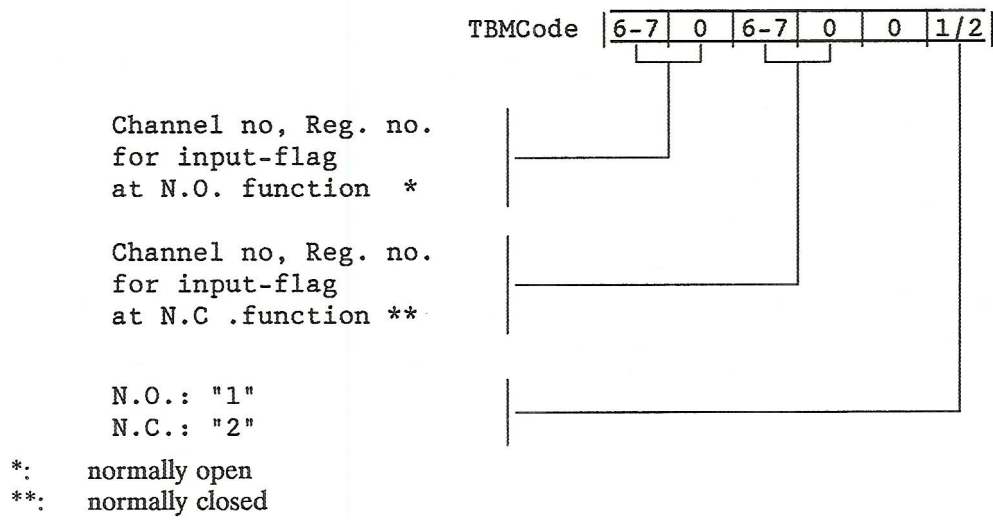 TBMCode |6-7| 0 |6-7| 0 | 0 |1/2|
Channel no, Reg. no.
for input-flag
at N.O. function *
Channel no, Reg. no.
for input-flag
at N.C .function **
N.O.: "1"
N.C.: "2"
*: normally open
**: normally closed